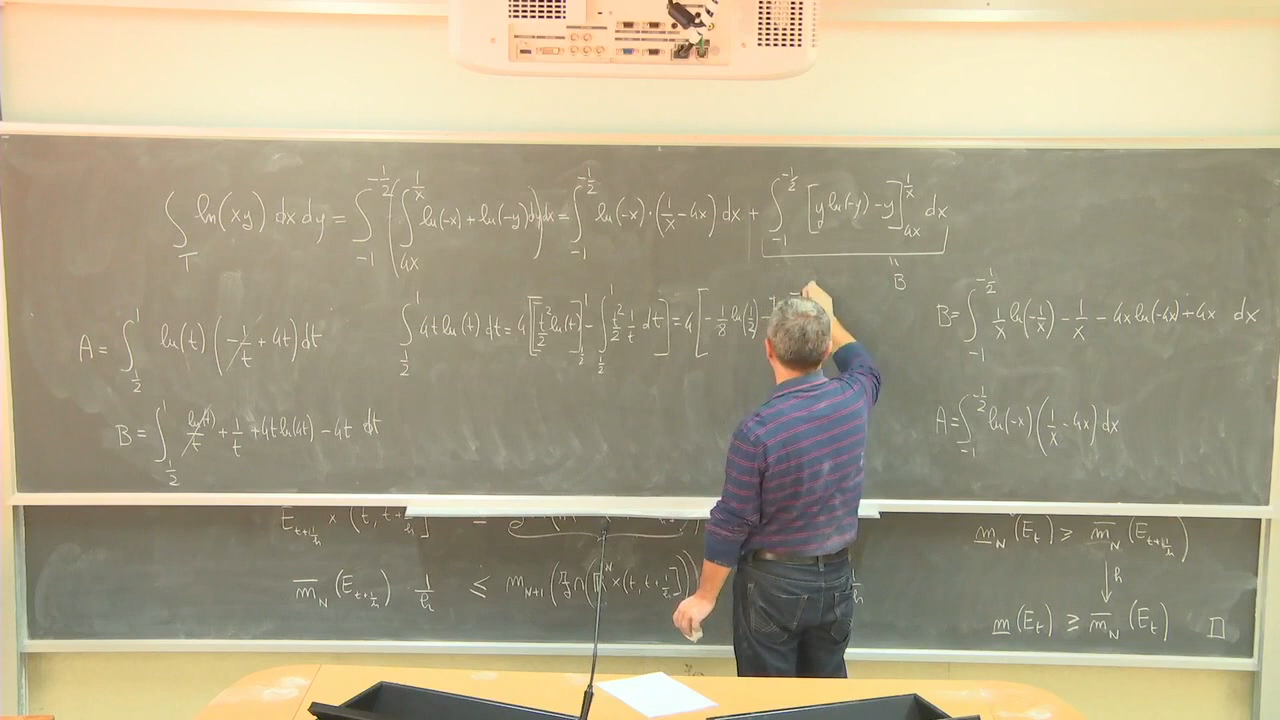 ∫_T ln(xy) dx dy = ∫_{-1}^{-1/2} ( ∫_{4x}^{1/x} ln(-x) + ln(-y) dy ) dx = ∫_{-1}^{-1/2} ln(-x)·(1/x - 4x) dx + ∫_{-1}^{-1/2} [y ln(-y) - y]_{4x}^{1/x} dx
" B
A = ∫_{1/2}^{1} ln(t) (-1/t + 4t) dt
∫_{1/2}^{1} 4t ln(t) dt = 4[[t²/2 ln(t)]_{1/2}^{1} - ∫_{1/2}^{1} t²/2 1/t dt] = 4[-1/8 ln(1/2) -
B = ∫_{-1}^{-1/2} 1/x ln(-1/x) - 1/x - 4x ln(-4x) + 4x dx
B = ∫_{1/2}^{1} ln(t)/t + 1/t + 4t ln(4t) - 4t dt
A = ∫_{-1}^{-1/2} ln(-x) (1/x - 4x) dx
E_{t+1/h} × (t, t+1/h] =
m̲_N (E_t) ≥ m̅_N (E_{t+1/h})
m̅_N (E_{t+1/h}) · 1/h ≤ m_{N+1} (
× (t, t+1/h]))
↓ h
m̲ (E_t) ≥ m̅_N (E_t) □